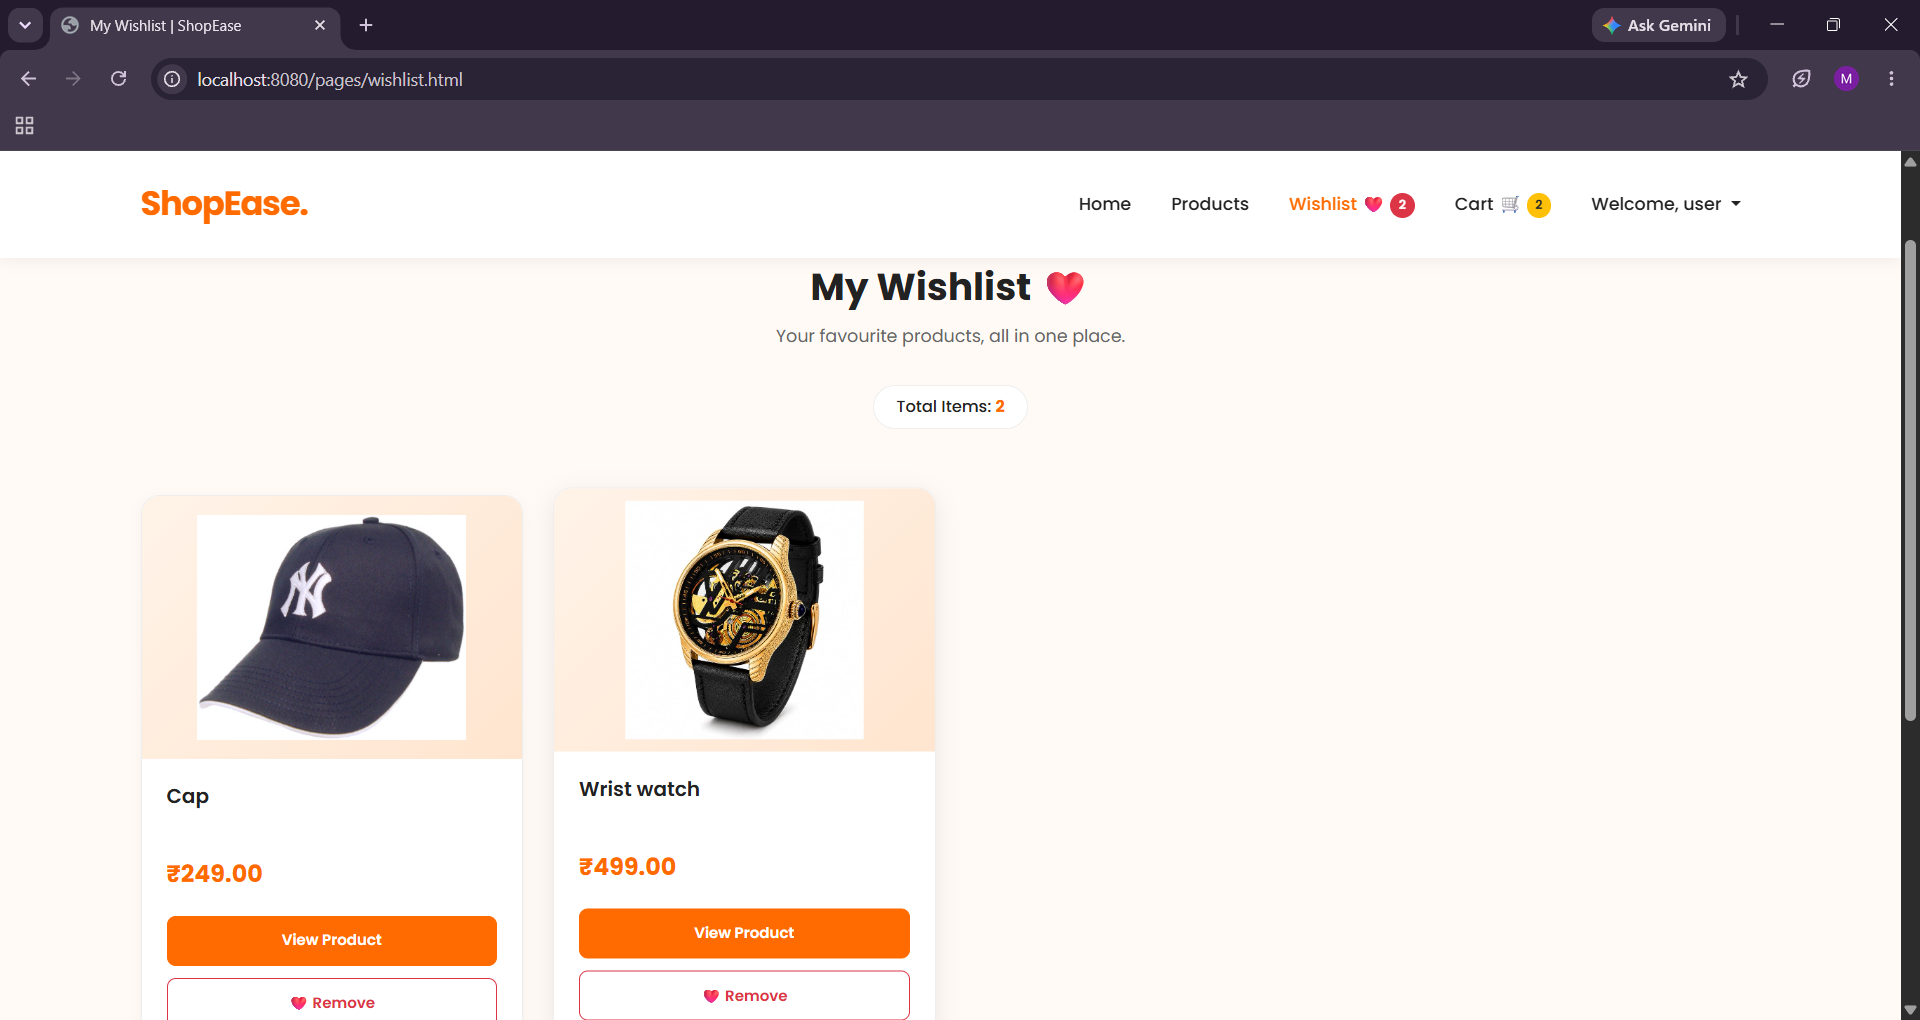 My Wishlist | ShopEase
Ask Gemini
localhost:8080/pages/wishlist.html
M
ShopEase.
Home
Products
Wishlist ❤️ 2
Cart 🛒 2
Welcome, user
My Wishlist ❤️
Your favourite products, all in one place.
Total Items: 2
NY
Cap
₹249.00
View Product
❤️ Remove
Wrist watch
₹499.00
View Product
❤️ Remove